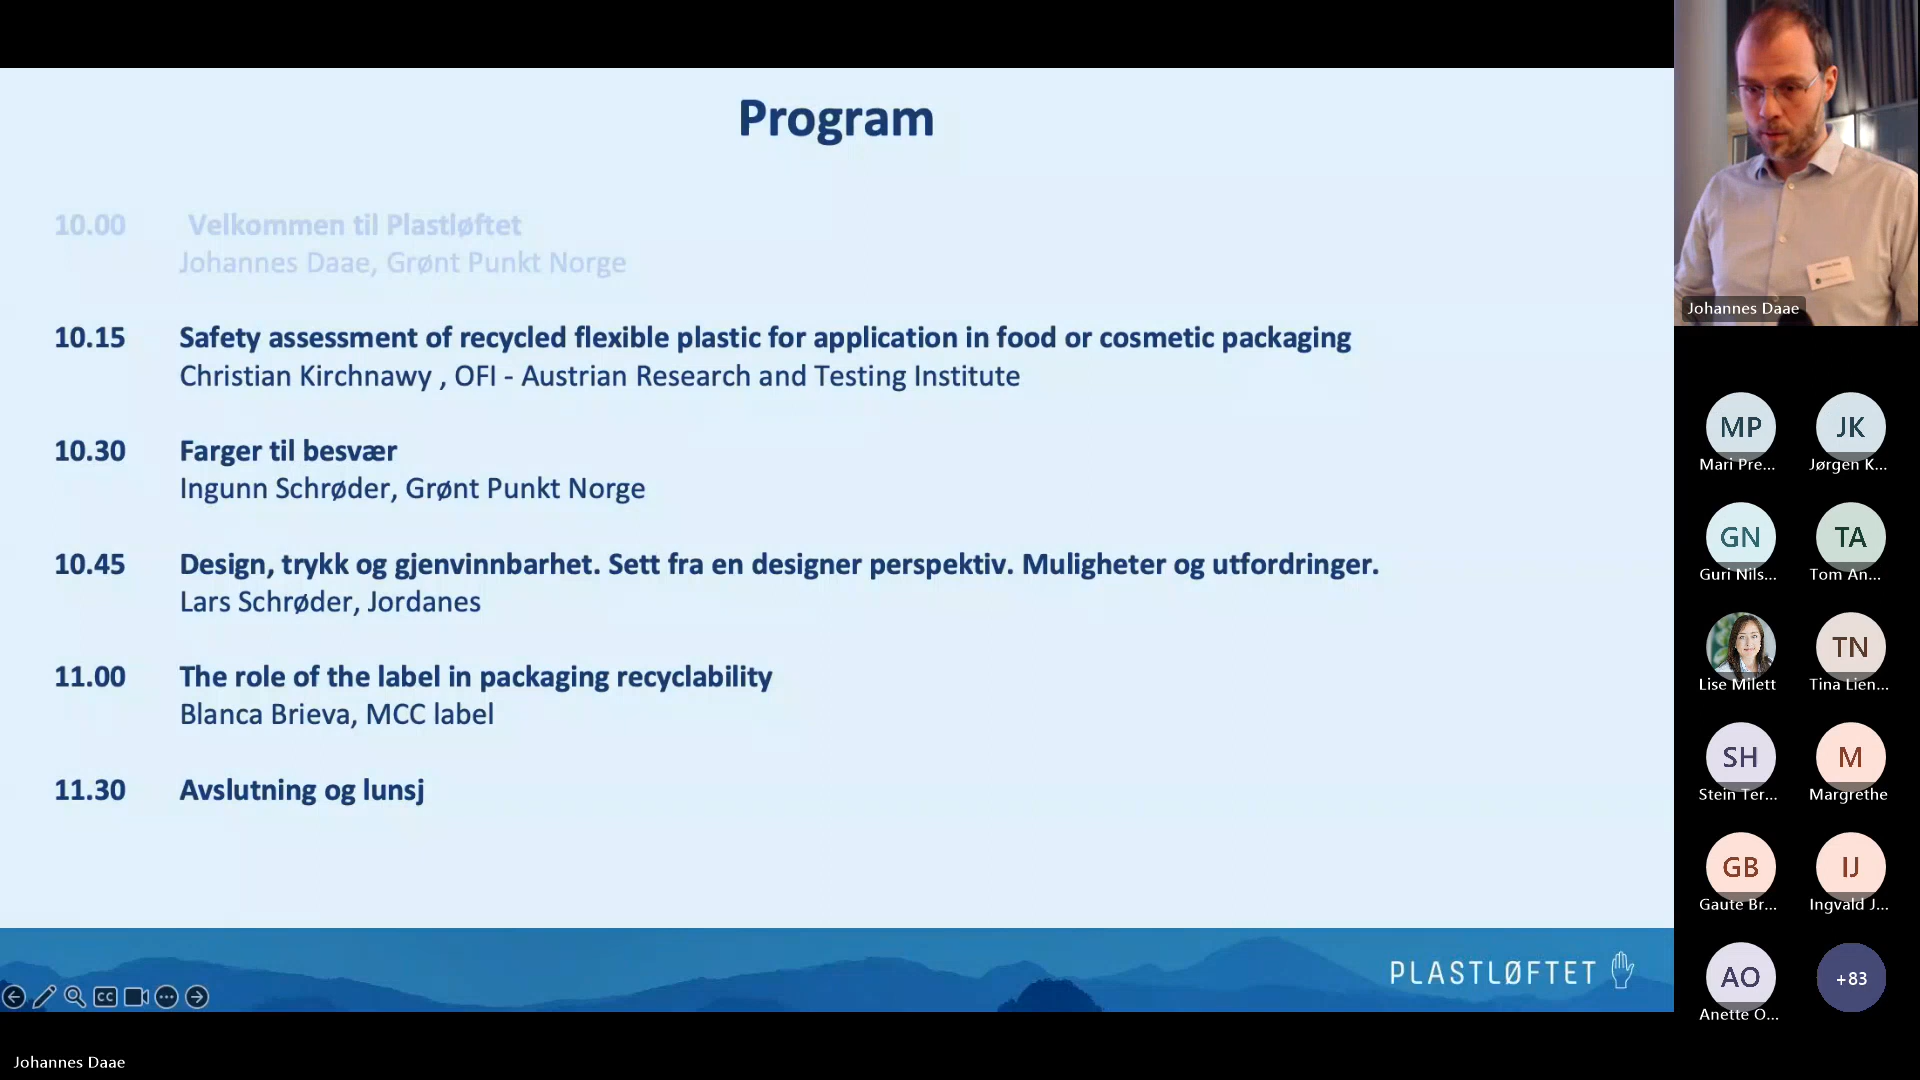 Program
10.00 Velkommen til Plastløftet
Johannes Daae, Grønt Punkt Norge
10.15 Safety assessment of recycled flexible plastic for application in food or cosmetic packaging
Christian Kirchnawy , OFI - Austrian Research and Testing Institute
10.30 Farger til besvær
Ingunn Schrøder, Grønt Punkt Norge
10.45 Design, trykk og gjenvinnbarhet. Sett fra en designer perspektiv. Muligheter og utfordringer.
Lars Schrøder, Jordanes
11.00 The role of the label in packaging recyclability
Blanca Brieva, MCC label
11.30 Avslutning og lunsj
PLASTLØFTET
CC
Johannes Daae
Johannes Daae
MP JK
Mari Pre... Jørgen K...
GN TA
Guri Nils... Tom An...
TN
Lise Milett Tina Lien...
SH M
Stein Ter... Margrethe
GB IJ
Gaute Br... Ingvald J...
AO +83
Anette O...